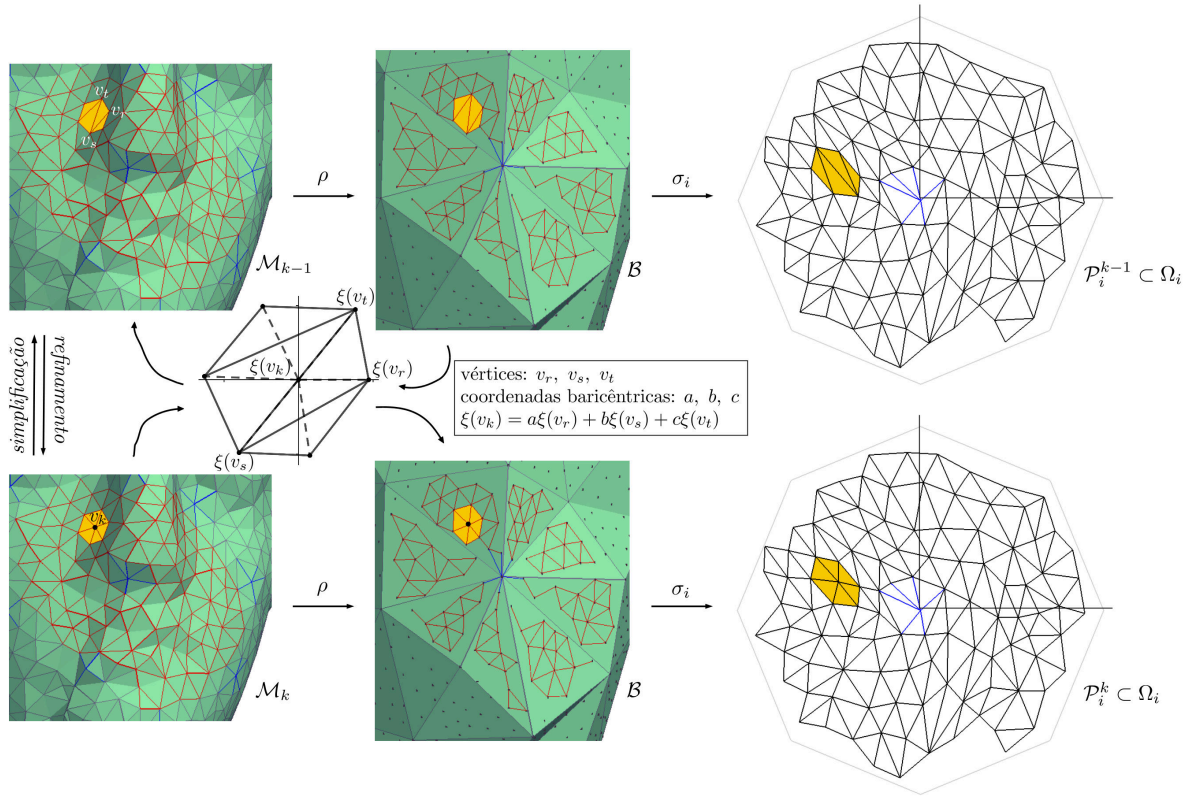 v_t
v_r
v_s
ρ
σ_i
ℳ_{k−1}
ℬ
𝒫_i^{k−1} ⊂ Ω_i
simplificação
refinamento
ξ(v_t)
ξ(v_k)
ξ(v_r)
ξ(v_s)
vértices: v_r, v_s, v_t
coordenadas baricêntricas: a, b, c
ξ(v_k) = aξ(v_r) + bξ(v_s) + cξ(v_t)
v_k
ρ
σ_i
ℳ_k
ℬ
𝒫_i^k ⊂ Ω_i